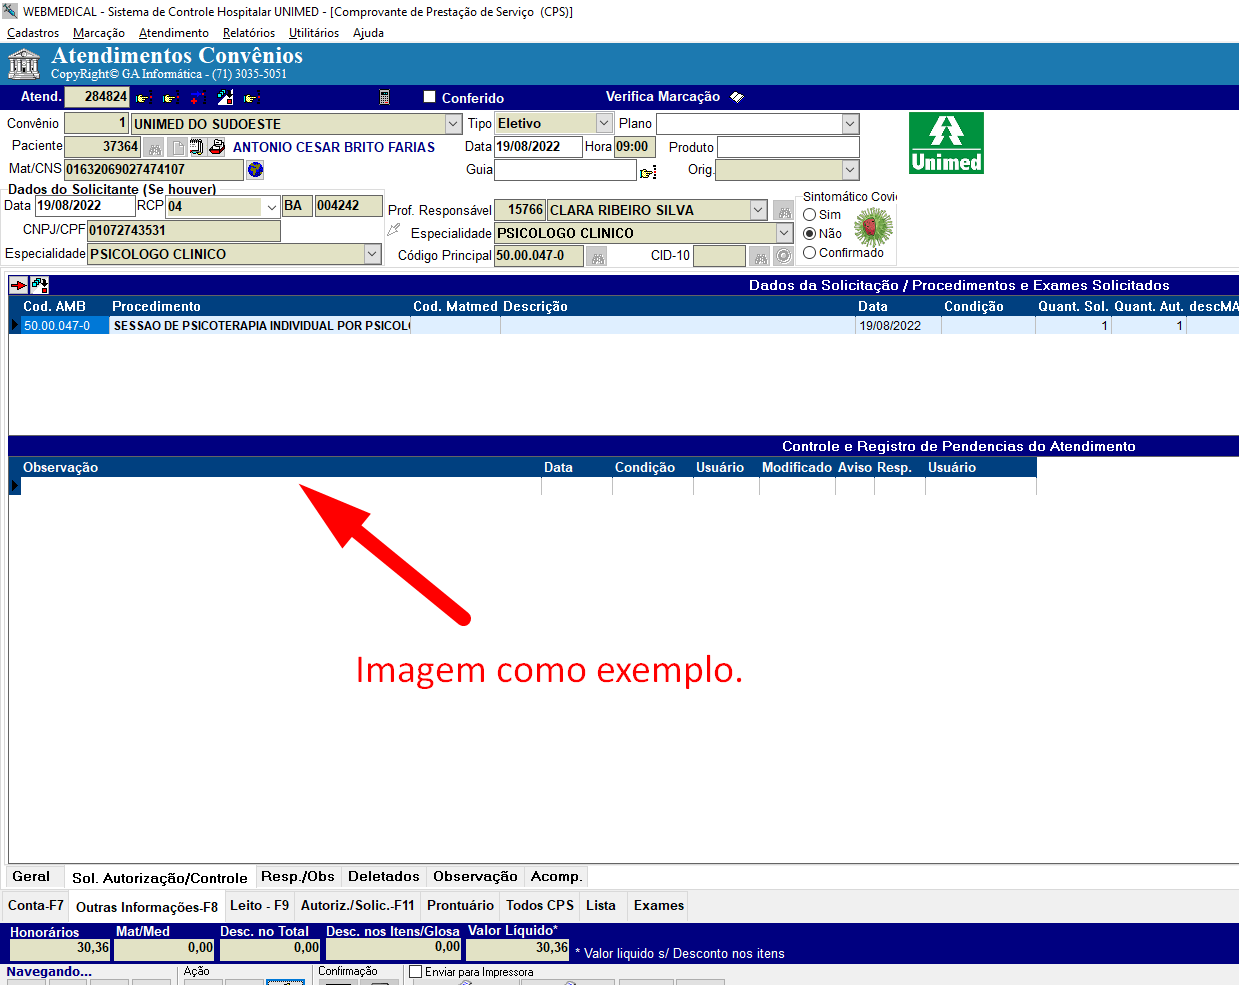 WEBMEDICAL - Sistema de Controle Hospitalar UNIMED - [Comprovante de Prestação de Serviço  (CPS)]
Cadastros Marcação Atendimento Relatórios Utilitários Ajuda
Atendimentos Convênios
CopyRight© GA Informática - (71) 3035-5051
Atend. 284824 Conferido Verifica Marcação
Convênio 1 UNIMED DO SUDOESTE Tipo Eletivo Plano
Paciente 37364 ANTONIO CESAR BRITO FARIAS Data 19/08/2022 Hora 09:00 Produto
Mat/CNS 01632069027474107 Guia Orig.
Unimed
Dados do Solicitante (Se houver)
Data 19/08/2022 RCP 04 BA 004242
CNPJ/CPF 01072743531
Especialidade PSICOLOGO CLINICO
Prof. Responsável 15766 CLARA RIBEIRO SILVA
Especialidade PSICOLOGO CLINICO
Código Principal 50.00.047-0 CID-10
Sintomático Covi
Sim
Não
Confirmado
Dados da Solicitação / Procedimentos e Exames Solicitados
Cod. AMB Procedimento Cod. Matmed Descrição Data Condição Quant. Sol. Quant. Aut. descMA
50.00.047-0 SESSAO DE PSICOTERAPIA INDIVIDUAL POR PSICOL 19/08/2022 1 1
Controle e Registro de Pendencias do Atendimento
Observação Data Condição Usuário Modificado Aviso Resp. Usuário
Imagem como exemplo.
Geral Sol. Autorização/Controle Resp./Obs Deletados Observação Acomp.
Conta-F7 Outras Informações-F8 Leito - F9 Autoriz./Solic.-F11 Prontuário Todos CPS Lista Exames
Honorários Mat/Med Desc. no Total Desc. nos Itens/Glosa Valor Líquido*
30,36 0,00 0,00 0,00 30,36 * Valor liquido s/ Desconto nos itens
Navegando... Ação Confirmação Enviar para Impressora